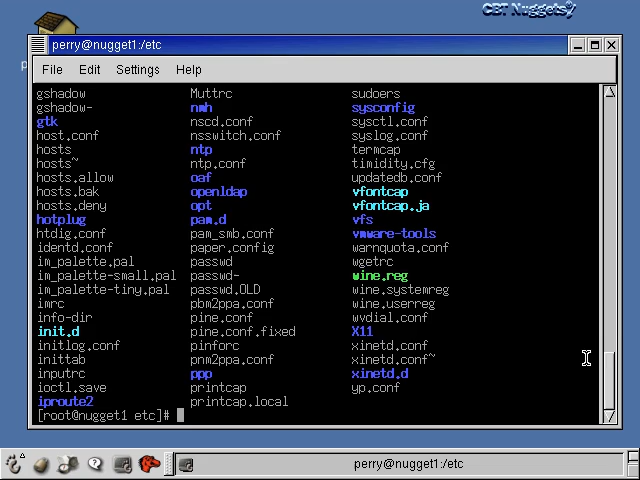 CBT Nuggets
perry@nugget1:/etc
File Edit Settings Help
gshadow Muttrc sudoers
gshadow- nmh sysconfig
gtk nscd.conf sysctl.conf
host.conf nsswitch.conf syslog.conf
hosts ntp termcap
hosts~ ntp.conf timidity.cfg
hosts.allow oaf updatedb.conf
hosts.bak openldap vfontcap
hosts.deny opt vfontcap.ja
hotplug pam.d vfs
htdig.conf pam_smb.conf vmware-tools
identd.conf paper.config warnquota.conf
im_palette.pal passwd wgetrc
im_palette-small.pal passwd- wine.reg
im_palette-tiny.pal passwd.OLD wine.systemreg
imrc pbm2ppa.conf wine.userreg
info-dir pine.conf wvdial.conf
init.d pine.conf.fixed X11
initlog.conf pinforc xinetd.conf
inittab pnm2ppa.conf xinetd.conf~
inputrc ppp xinetd.d
ioctl.save printcap yp.conf
iproute2 printcap.local
[root@nugget1 etc]#
perry@nugget1:/etc